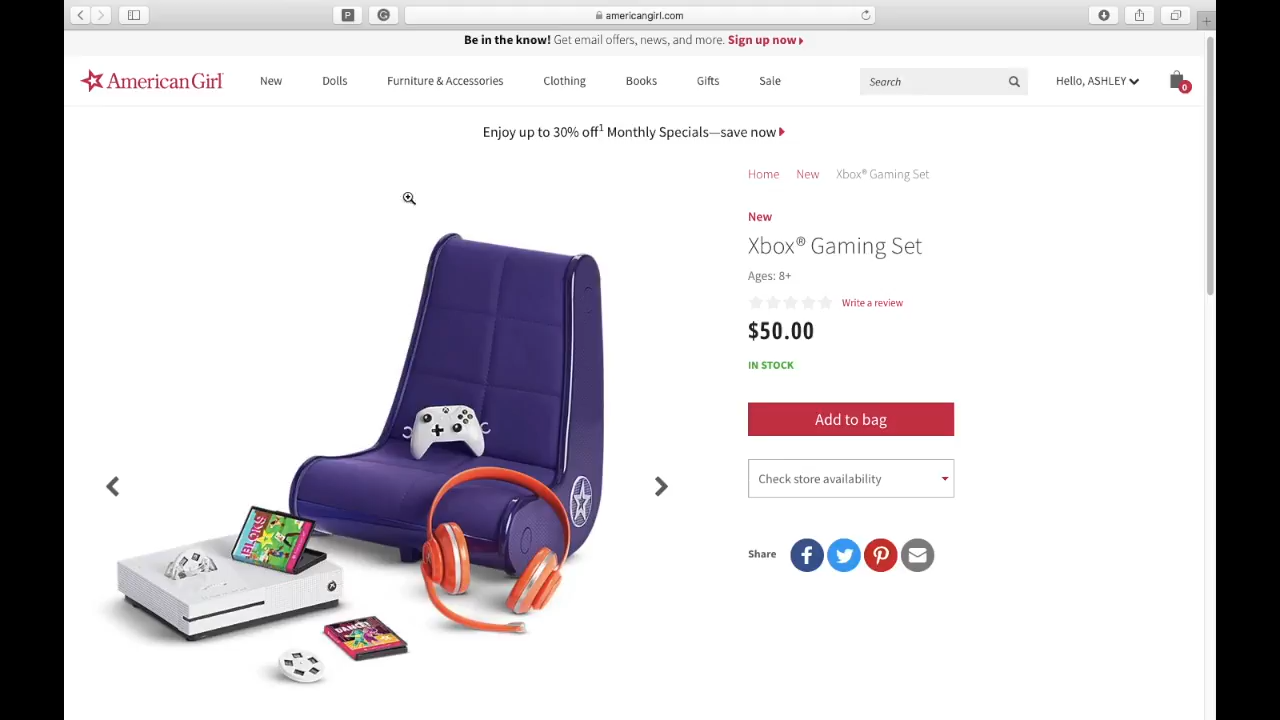 americangirl.com
Be in the know! Get email offers, news, and more. Sign up now
American Girl
New
Dolls
Furniture & Accessories
Clothing
Books
Gifts
Sale
Search
Hello, ASHLEY
0
Enjoy up to 30% off¹ Monthly Specials—save now
Home New Xbox® Gaming Set
New
Xbox® Gaming Set
Ages: 8+
Write a review
$50.00
IN STOCK
Add to bag
Check store availability
Share
BLOKS
DANCE!